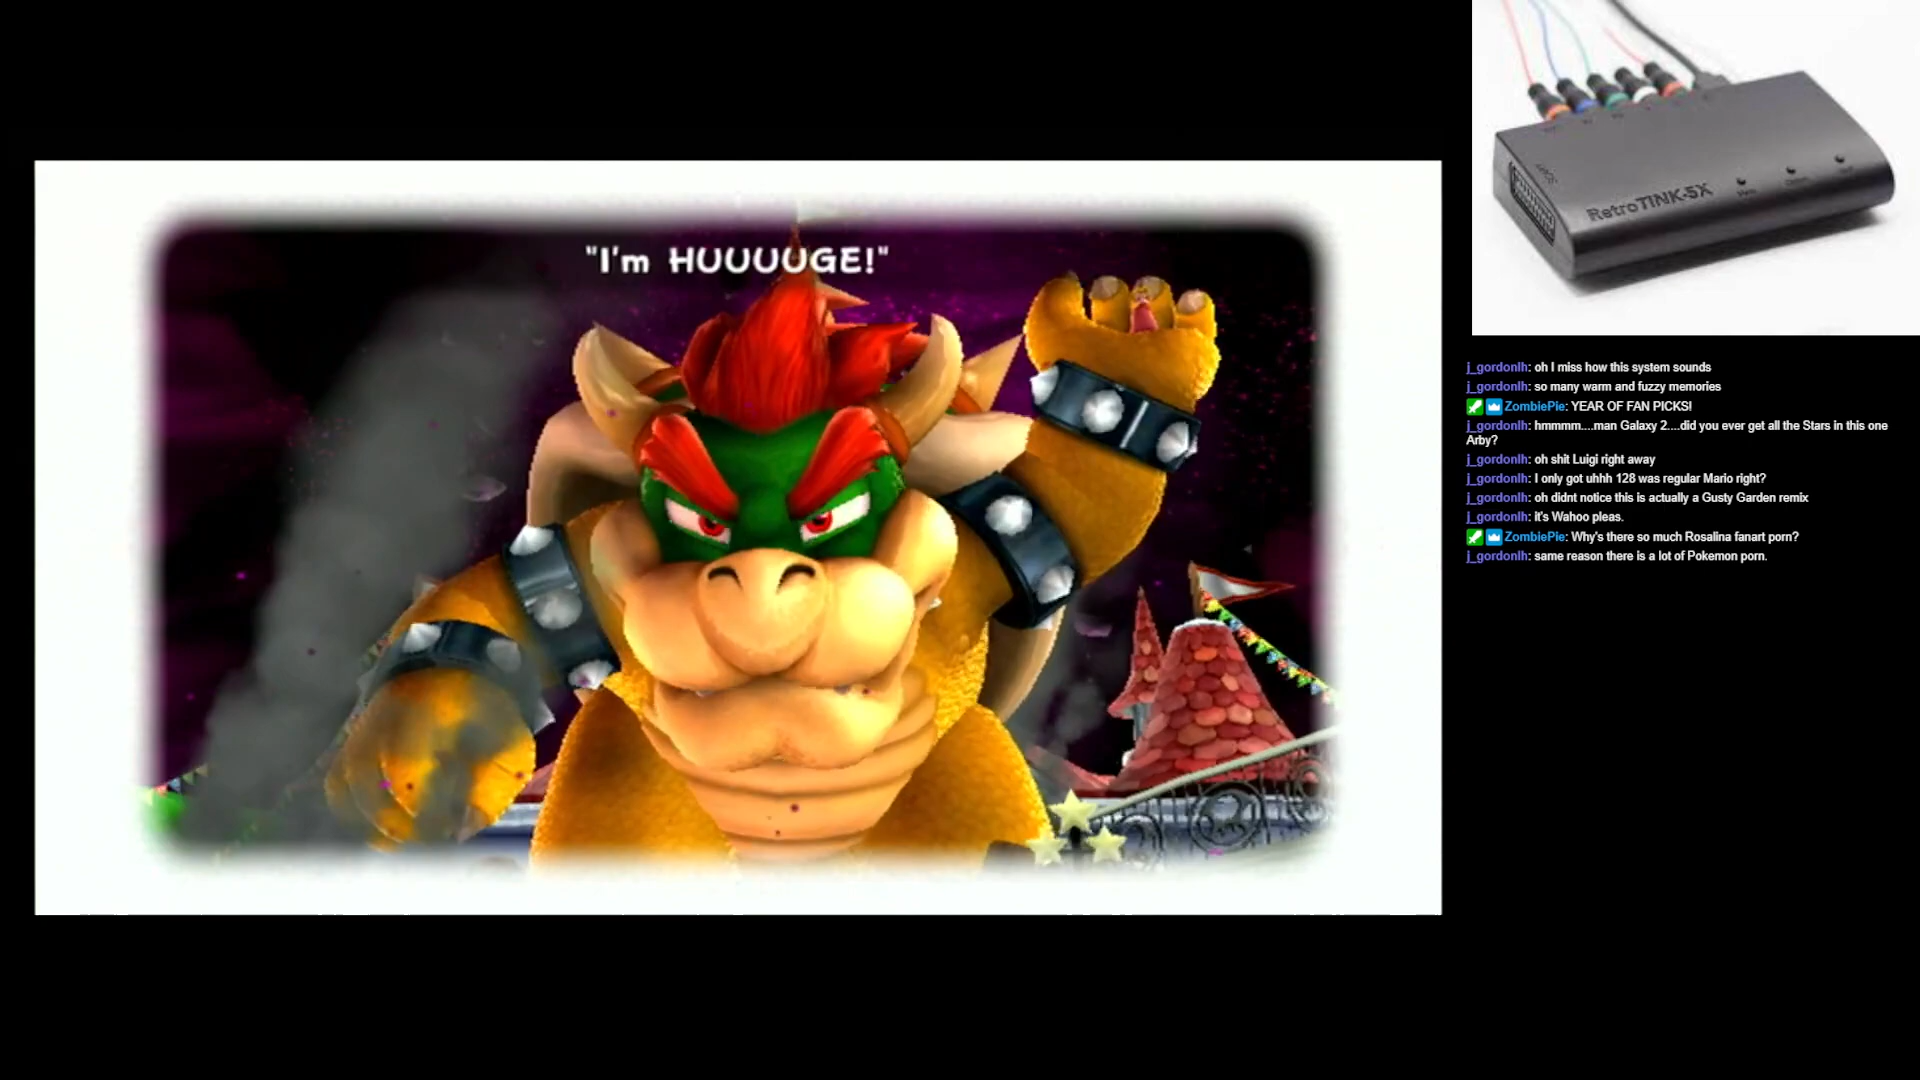 "I'm HUUUUGE!"
RetroTINK-5X
j_gordonlh: oh I miss how this system sounds
j_gordonlh: so many warm and fuzzy memories
ZombiePie: YEAR OF FAN PICKS!
j_gordonlh: hmmmm....man Galaxy 2....did you ever get all the Stars in this one
Arby?
j_gordonlh: oh shit Luigi right away
j_gordonlh: I only got uhhh 128 was regular Mario right?
j_gordonlh: oh didnt notice this is actually a Gusty Garden remix
j_gordonlh: it's Wahoo pleas.
ZombiePie: Why's there so much Rosalina fanart porn?
j_gordonlh: same reason there is a lot of Pokemon porn.